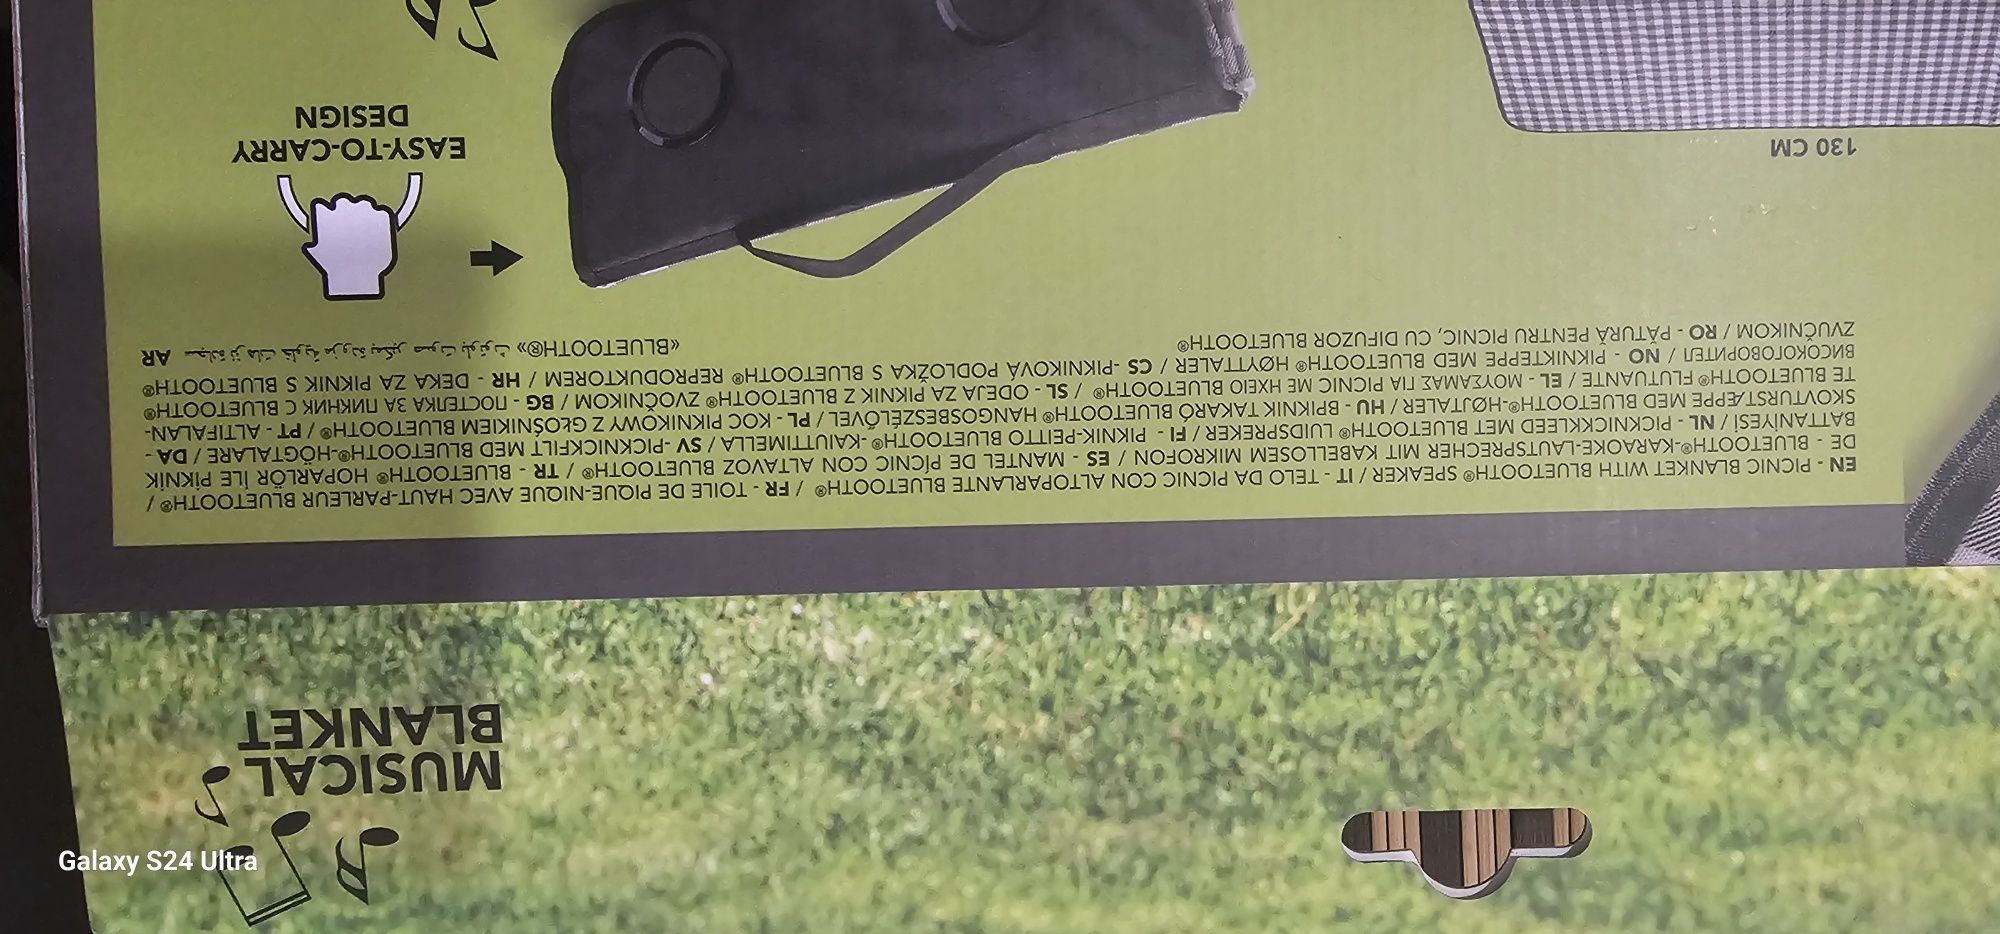 MUSICAL
BLANKET
EN - PICNIC BLANKET WITH BLUETOOTH® SPEAKER / IT - TELO DA PICNIC CON ALTOPARLANTE BLUETOOTH® / FR - TOILE DE PIQUE-NIQUE AVEC HAUT-PARLEUR BLUETOOTH® /
DE - BLUETOOTH®-KARAOKE-LAUTSPRECHER MIT KABELLOSEM MIKROFON / ES - MANTEL DE PÍCNIC CON ALTAVOZ BLUETOOTH® / TR - BLUETOOTH® HOPARLÖR İLE PİKNİK
BATTANİYESİ / NL - PICKNICKKLEED MET BLUETOOTH® LUIDSPREKER / FI - PIKNIK-PEITTO BLUETOOTH® -KAIUTTIMELLA / SV -PICKNICKFILT MED BLUETOOTH®-HÖGTALARE / DA -
SKOVTURSTÆPPE MED BLUETOOTH®-HØJTALER / HU - BPIKNIK TAKARÓ BLUETOOTH® HANGOSBESZÉLŐVEL / PL - KOC PIKNIKOWY Z GŁOŚNIKIEM BLUETOOTH® / PT - ALTIFALAN-
TE BLUETOOTH® FLUTUANTE / EL - ΜΟΥΣΑΜΑΣ ΓΙΑ PICNIC ΜΕ ΗΧΕΙΟ BLUETOOTH® / SL - ODEJA ZA PIKNIK Z BLUETOOTH® ZVOČNIKOM / BG - ПОСТЕЛКА ЗА ПИКНИК С BLUETOOTH®
ВИСОКОГОВОРИТЕЛ / NO - PIKNIKTEPPE MED BLUETOOTH® HØYTTALER / CS -PIKNIKOVÁ PODLOŽKA S BLUETOOTH® REPRODUKTOREM / HR - DEKA ZA PIKNIK S BLUETOOTH®
ZVUČNIKOM / RO - PĂTURĂ PENTRU PICNIC, CU DIFUZOR BLUETOOTH®
«BLUETOOTH®» AR
130 CM
EASY-TO-CARRY
DESIGN
Galaxy S24 Ultra